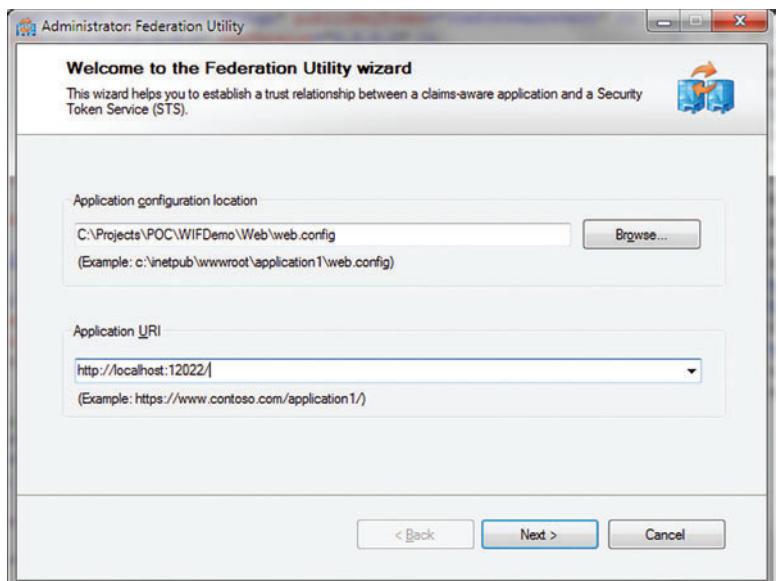 Administrator: Federation Utility
Welcome to the Federation Utility wizard
This wizard helps you to establish a trust relationship between a claims-aware application and a Security
Token Service (STS).
Application configuration location
C:\Projects\POC\WIFDemo\Web\web.config
Browse...
(Example: c:\inetpub\wwwroot\application1\web.config)
Application URI
http://localhost:12022/
(Example: https://www.contoso.com/application1/)
< Back
Next >
Cancel